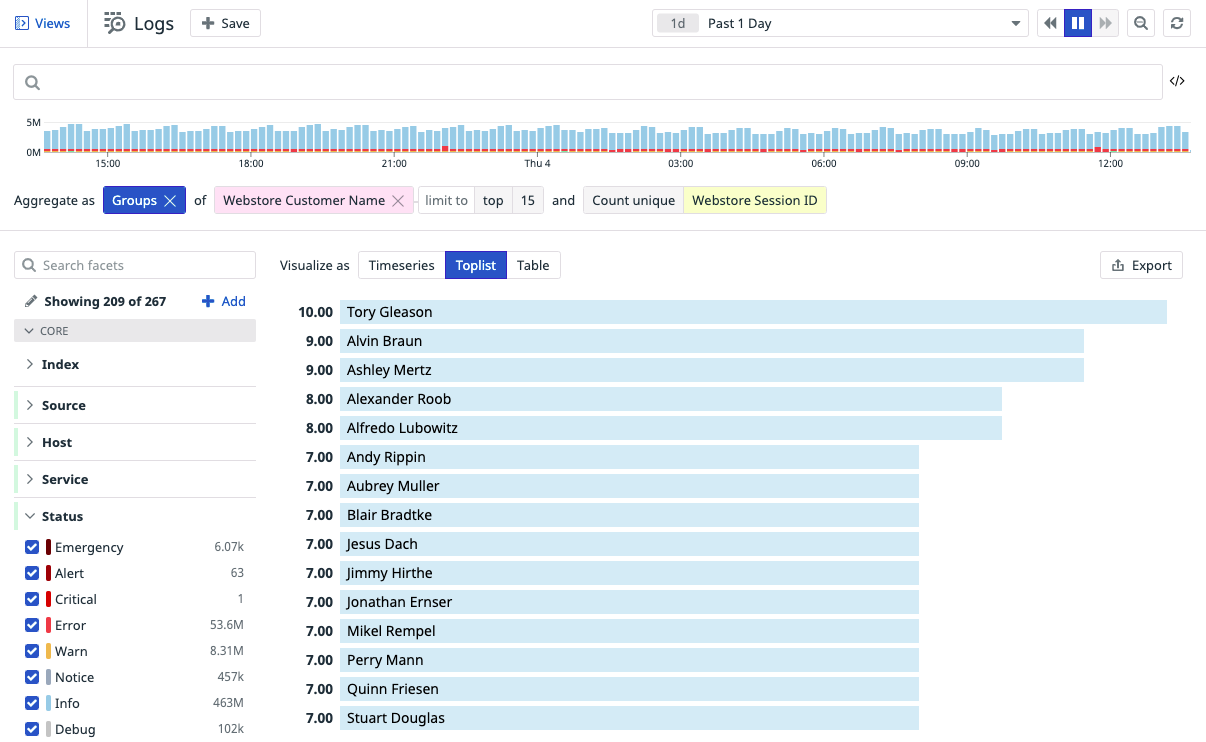 Views
Logs
Save
1d Past 1 Day
</>
5M
0M
15:00 18:00 21:00 Thu 4 03:00 06:00 09:00 12:00
Aggregate as Groups of Webstore Customer Name limit to top 15 and Count unique Webstore Session ID
Search facets
Visualize as Timeseries Toplist Table Export
Showing 209 of 267 Add
CORE
Index
Source
Host
Service
Status
Emergency 6.07k
Alert 63
Critical 1
Error 53.6M
Warn 8.31M
Notice 457k
Info 463M
Debug 102k
10.00 Tory Gleason
9.00 Alvin Braun
9.00 Ashley Mertz
8.00 Alexander Roob
8.00 Alfredo Lubowitz
7.00 Andy Rippin
7.00 Aubrey Muller
7.00 Blair Bradtke
7.00 Jesus Dach
7.00 Jimmy Hirthe
7.00 Jonathan Ernser
7.00 Mikel Rempel
7.00 Perry Mann
7.00 Quinn Friesen
7.00 Stuart Douglas